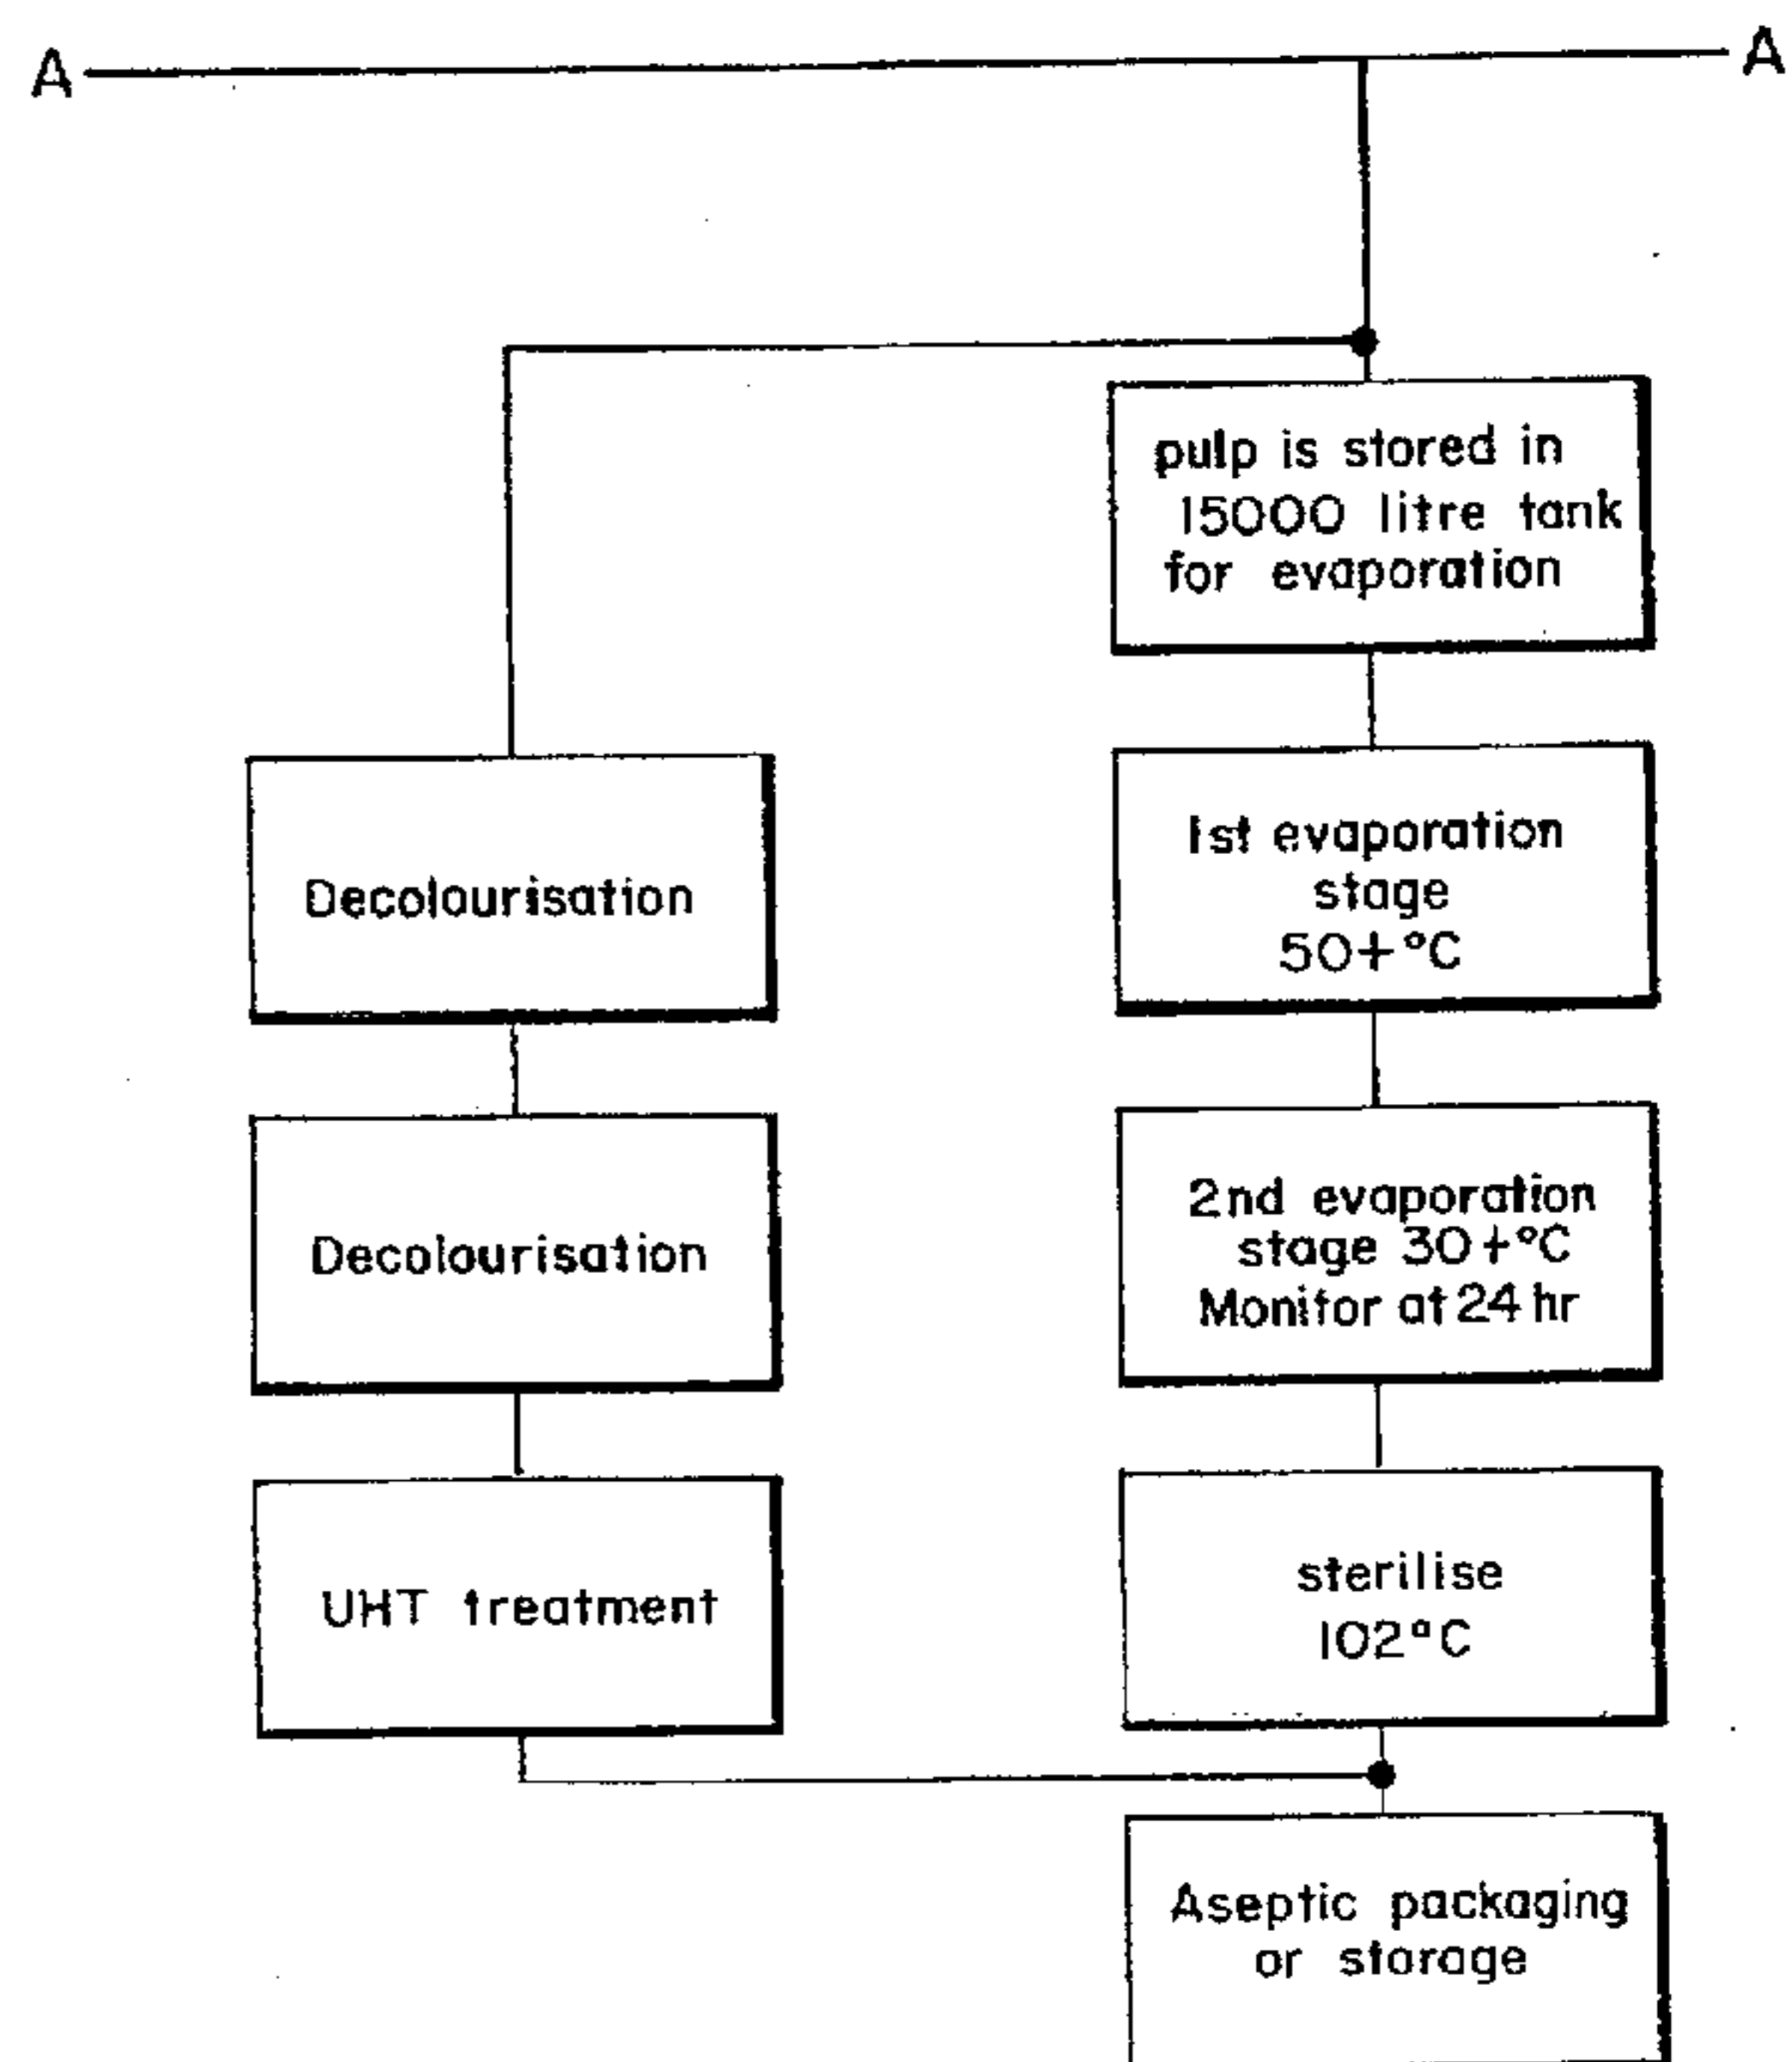 A
A
pulp is stored in
15000 litre tank
for evaporation
Decolourisation
1st evaporation
stage
50+°C
Decolourisation
2nd evaporation
stage 30+°C
Monitor at 24 hr
UHT treatment
sterilise
102°C
Aseptic packaging
or storage